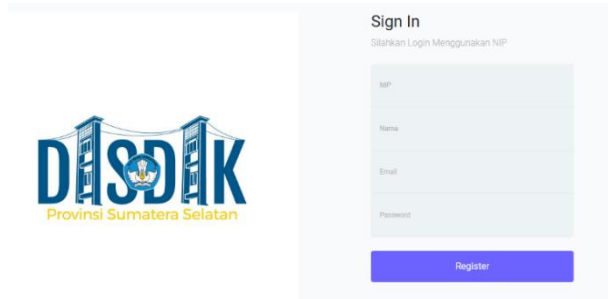 DISDIK
Provinsi Sumatera Selatan
Sign In
Silahkan Login Menggunakan NIP
NIP
Nama
Email
Password
Register